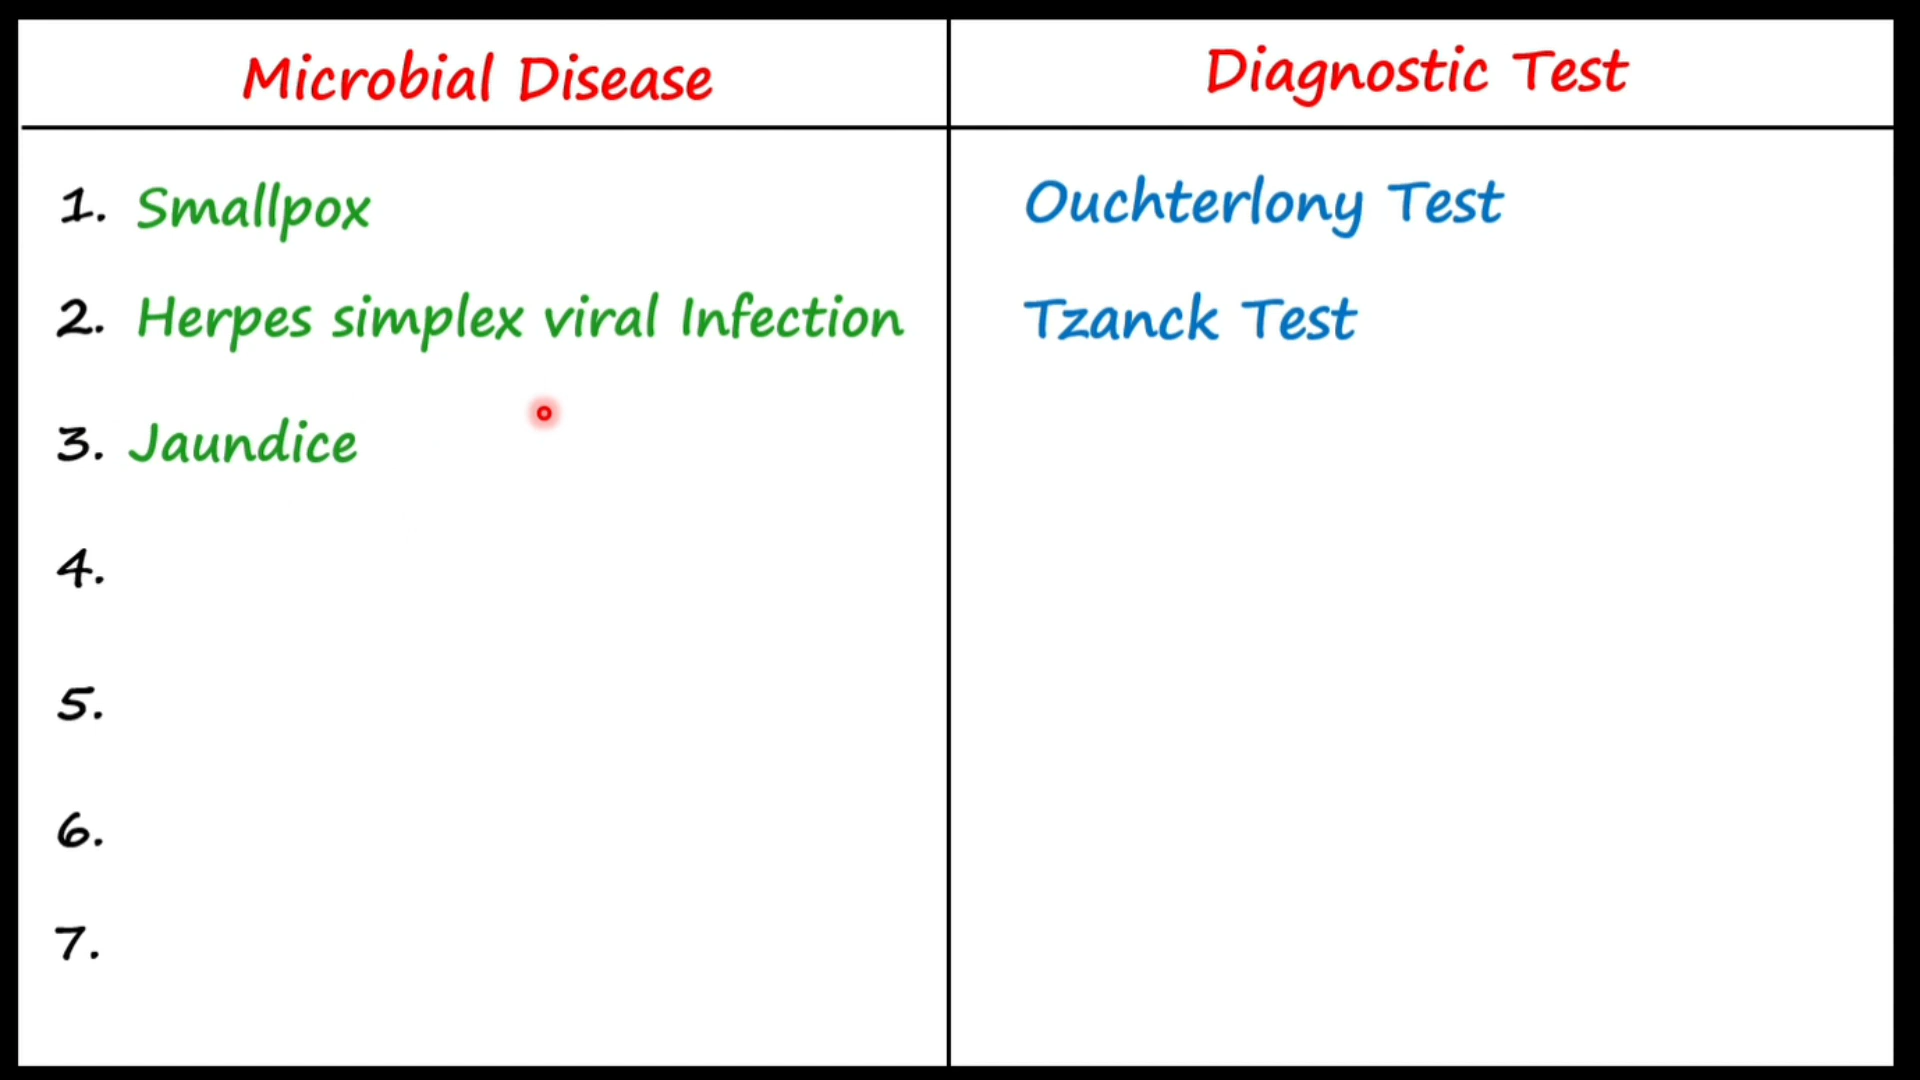 Microbial Disease
Diagnostic Test
1. Smallpox
Ouchterlony Test
2. Herpes simplex viral Infection
Tzanck Test
3. Jaundice
4.
5.
6.
7.